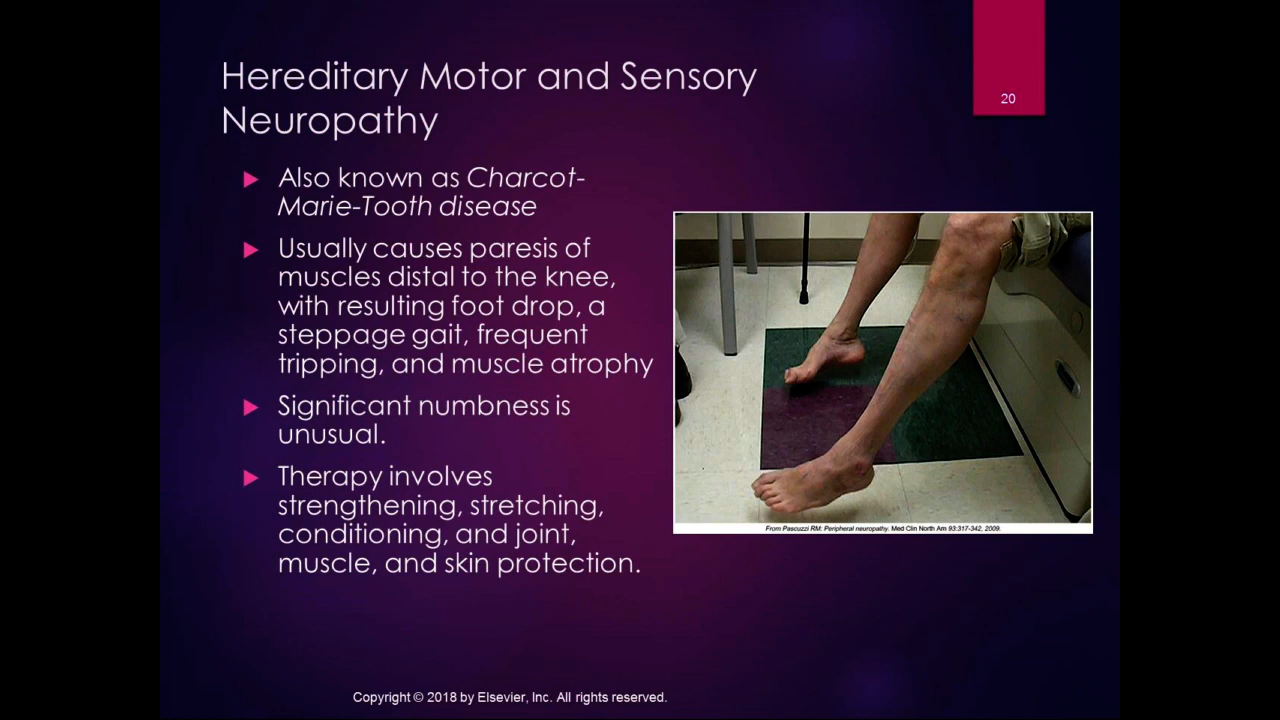 Hereditary Motor and Sensory
Neuropathy
20
Also known as Charcot-
Marie-Tooth disease
Usually causes paresis of
muscles distal to the knee,
with resulting foot drop, a
steppage gait, frequent
tripping, and muscle atrophy
Significant numbness is
unusual.
Therapy involves
strengthening, stretching,
conditioning, and joint,
muscle, and skin protection.
From Pascuzzi RM: Peripheral neuropathy. Med Clin North Am 93:317-342, 2009.
Copyright © 2018 by Elsevier, Inc. All rights reserved.